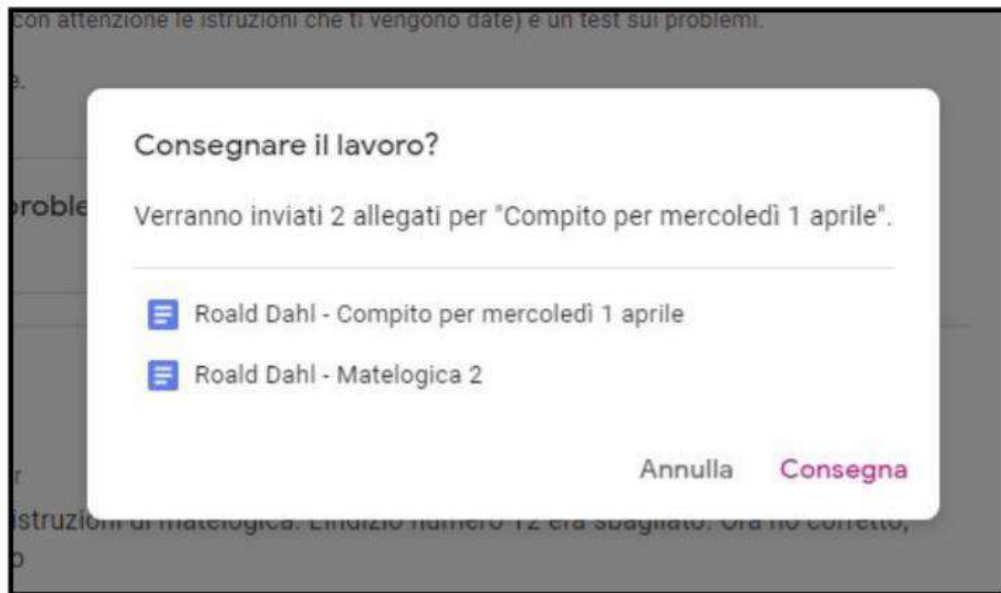 con attenzione le istruzioni che ti vengono date) e un test sui problemi.
e.
Consegnare il lavoro?
proble
Verranno inviati 2 allegati per "Compito per mercoledì 1 aprile".
Roald Dahl - Compito per mercoledì 1 aprile
Roald Dahl - Matelogica 2
Annulla Consegna
r
istruzioni di matelogica. L'indizio numero 12 era sbagliato. Ora ho corretto,
o